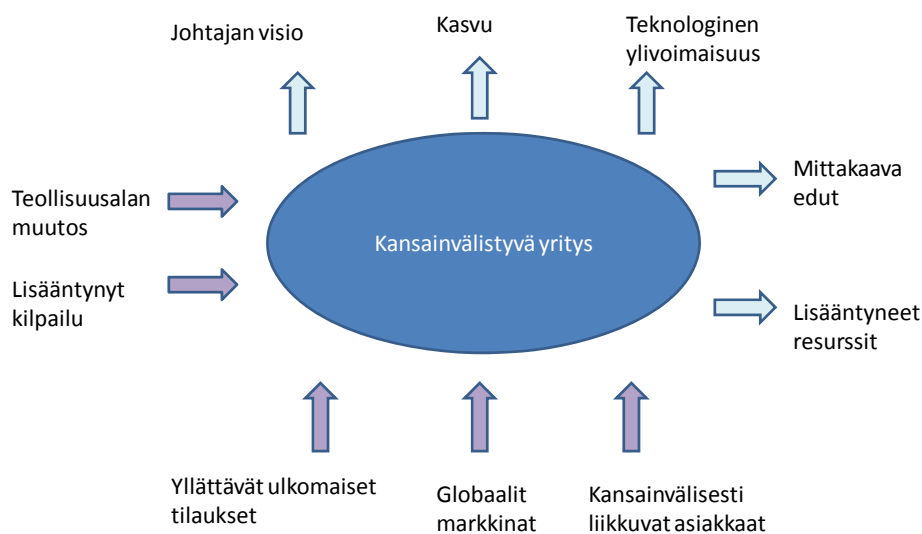 Johtajan visio
Kasvu
Teknologinen
ylivoimaisuus
Teollisuusalan
muutos
Mittakaava
edut
Kansainvälistyvä yritys
Lisääntynyt
kilpailu
Lisääntyneet
resurssit
Yllättävät ulkomaiset
tilaukset
Globaalit
markkinat
Kansainvälisesti
liikkuvat asiakkaat